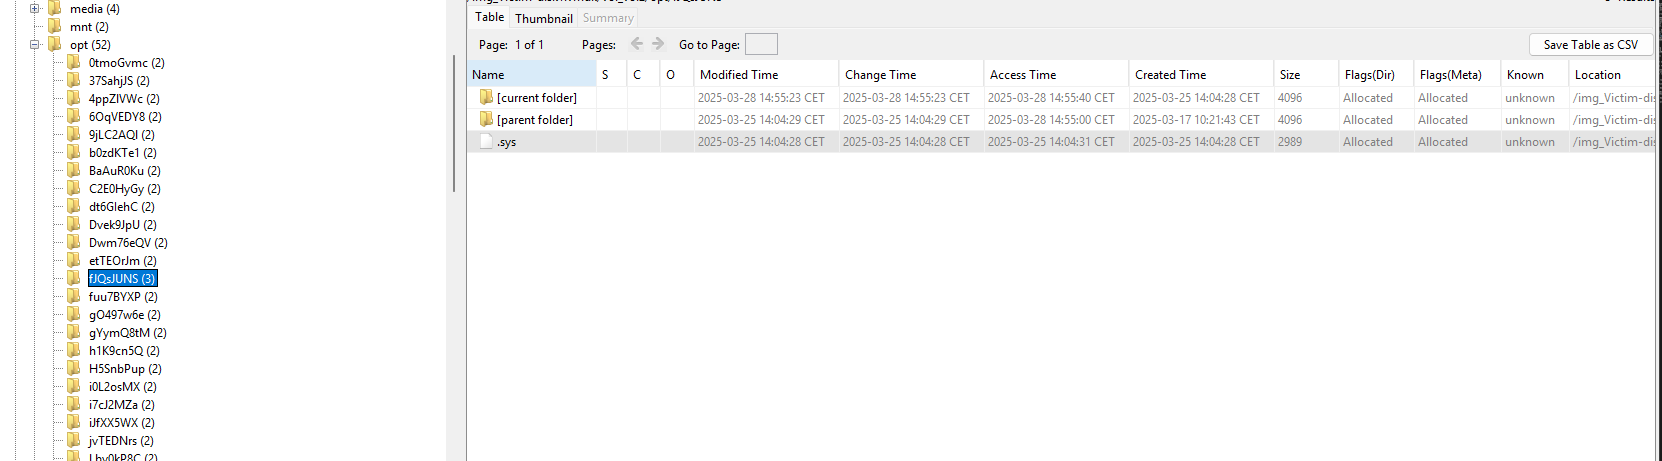 media (4)
mnt (2)
opt (52)
0tmoGvmc (2)
37SahjJS (2)
4ppZIVWc (2)
6OqVEDY8 (2)
9jLC2AQI (2)
b0zdKTe1 (2)
BaAuR0Ku (2)
C2E0HyGy (2)
dt6GlehC (2)
Dvek9JpU (2)
Dwm76eQV (2)
etTEOrJm (2)
fJQsJUNS (3)
fuu7BYXP (2)
gO497w6e (2)
gYymQ8tM (2)
h1K9cn5Q (2)
H5SnbPup (2)
i0L2osMX (2)
i7cJ2MZa (2)
iJfXX5WX (2)
jvTEDNrs (2)
Table Thumbnail Summary
Page: 1 of 1 Pages: Go to Page: Save Table as CSV
Name S C O Modified Time Change Time Access Time Created Time Size Flags(Dir) Flags(Meta) Known Location
[current folder] 2025-03-28 14:55:23 CET 2025-03-28 14:55:23 CET 2025-03-28 14:55:40 CET 2025-03-25 14:04:28 CET 4096 Allocated Allocated unknown /img_Victim-dis
[parent folder] 2025-03-25 14:04:29 CET 2025-03-25 14:04:29 CET 2025-03-28 14:55:00 CET 2025-03-17 10:21:43 CET 4096 Allocated Allocated unknown /img_Victim-dis
.sys 2025-03-25 14:04:28 CET 2025-03-25 14:04:28 CET 2025-03-25 14:04:31 CET 2025-03-25 14:04:28 CET 2989 Allocated Allocated unknown /img_Victim-dis